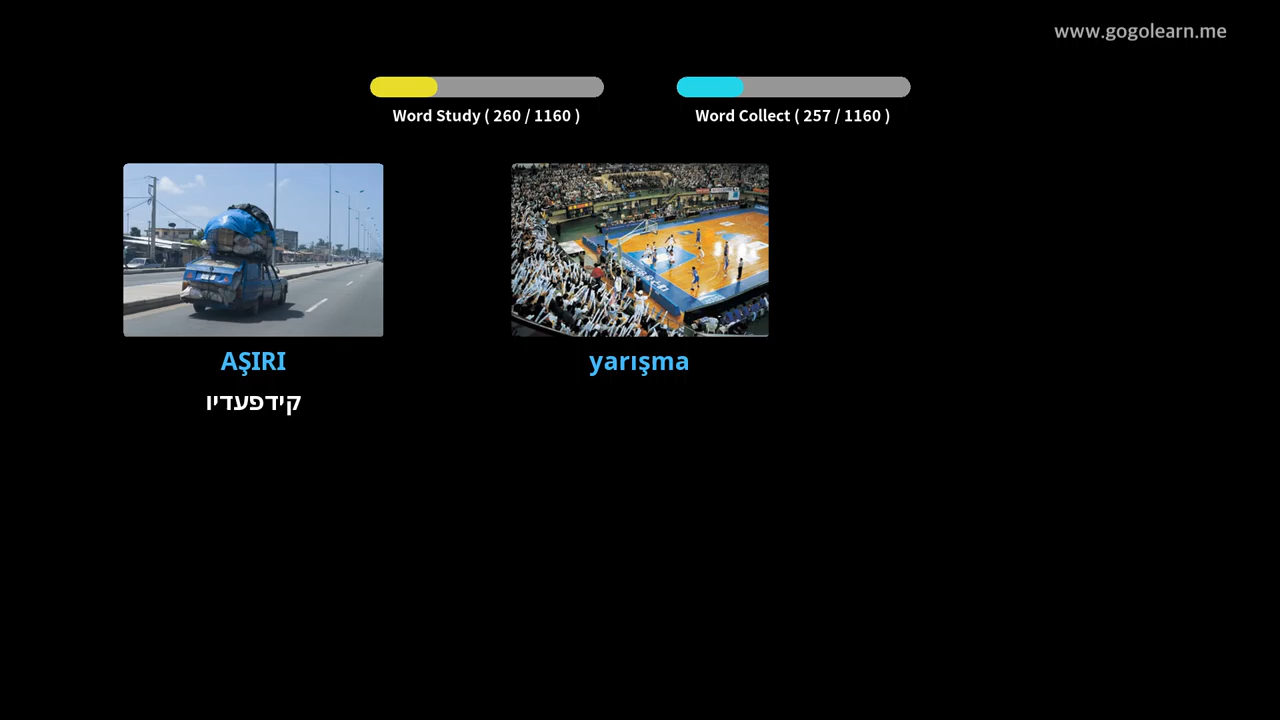 www.gogolearn.me
Word Study ( 260 / 1160 )
Word Collect ( 257 / 1160 )
AŞIRI
yarışma
קידפעדיו